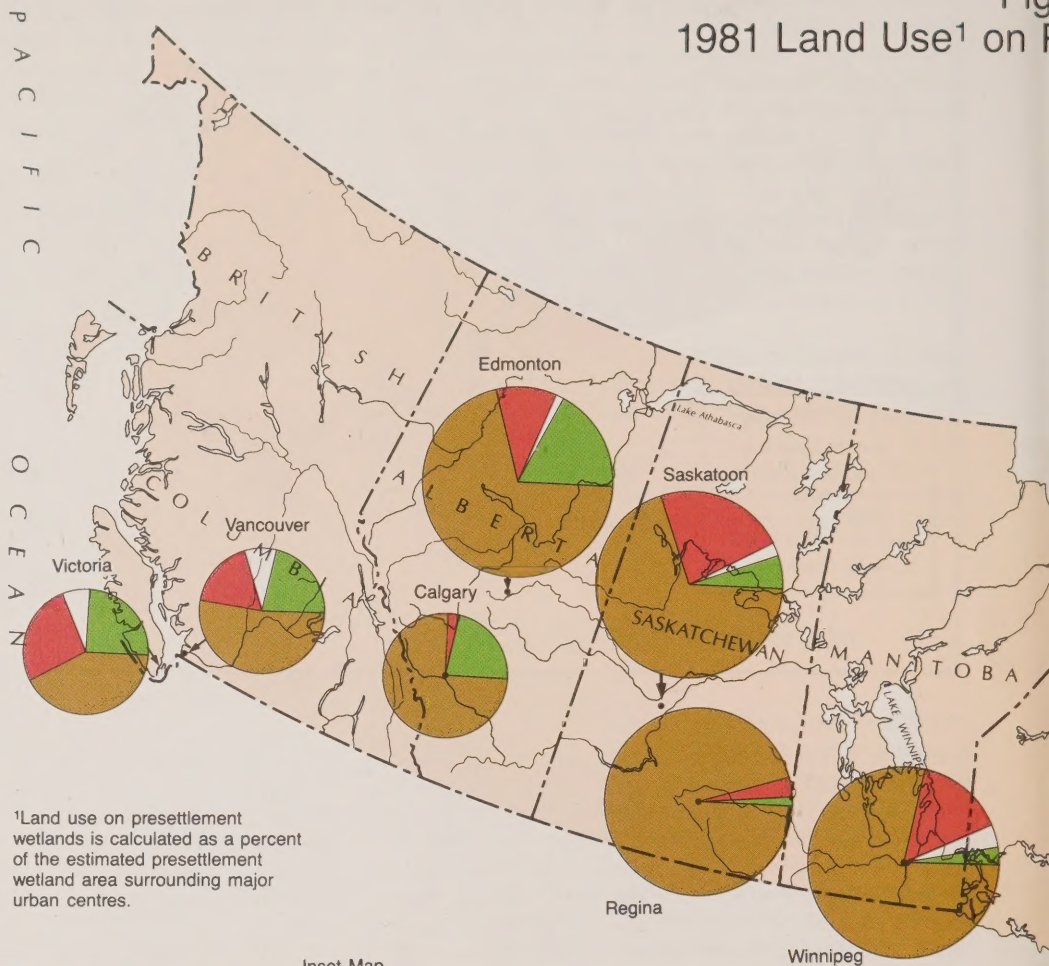 Fig
1981 Land Use¹ on P
PACIFIC
OCEAN
BRITISH
COLUMBIA
ALBERTA
SASKATCHEWAN
MANITOBA
Lake Athabasca
LAKE WINNIPEG
Edmonton
Saskatoon
Vancouver
Victoria
Calgary
Regina
Winnipeg
¹Land use on presettlement
wetlands is calculated as a percent
of the estimated presettlement
wetland area surrounding major
urban centres.
Inset Map